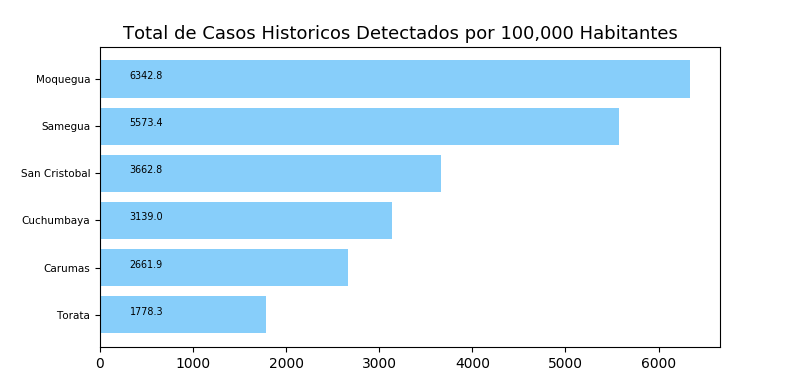 Total de Casos Historicos Detectados por 100,000 Habitantes
Moquegua 6342.8
Samegua 5573.4
San Cristobal 3662.8
Cuchumbaya 3139.0
Carumas 2661.9
Torata 1778.3
0 1000 2000 3000 4000 5000 6000